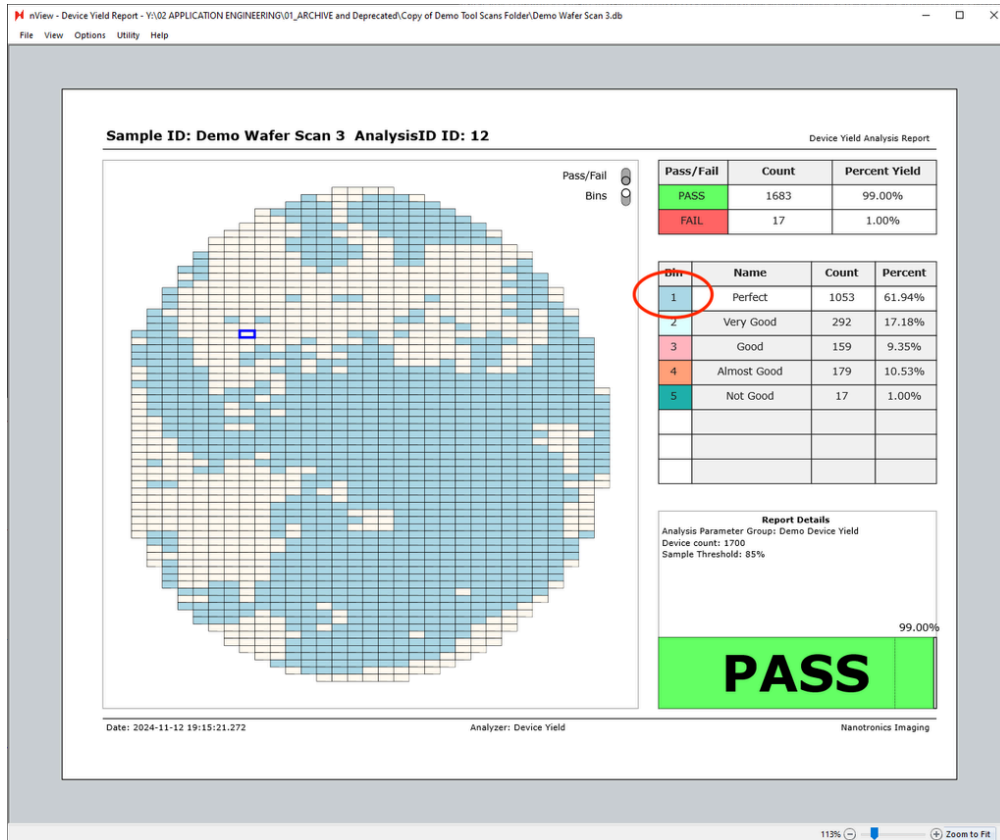 nView - Device Yield Report - Y:\02 APPLICATION ENGINEERING\01_ARCHIVE and Deprecated\Copy of Demo Tool Scans Folder\Demo Wafer Scan 3.db
File View Options Utility Help
Sample ID: Demo Wafer Scan 3 AnalysisID ID: 12
Device Yield Analysis Report
Pass/Fail
Bins
Pass/Fail Count Percent Yield
PASS 1683 99.00%
FAIL 17 1.00%
Bin Name Count Percent
1 Perfect 1053 61.94%
2 Very Good 292 17.18%
3 Good 159 9.35%
4 Almost Good 179 10.53%
5 Not Good 17 1.00%
Report Details
Analysis Parameter Group: Demo Device Yield
Device count: 1700
Sample Threshold: 85%
99.00%
PASS
Date: 2024-11-12 19:15:21.272 Analyzer: Device Yield Nanotronics Imaging
113% Zoom to Fit